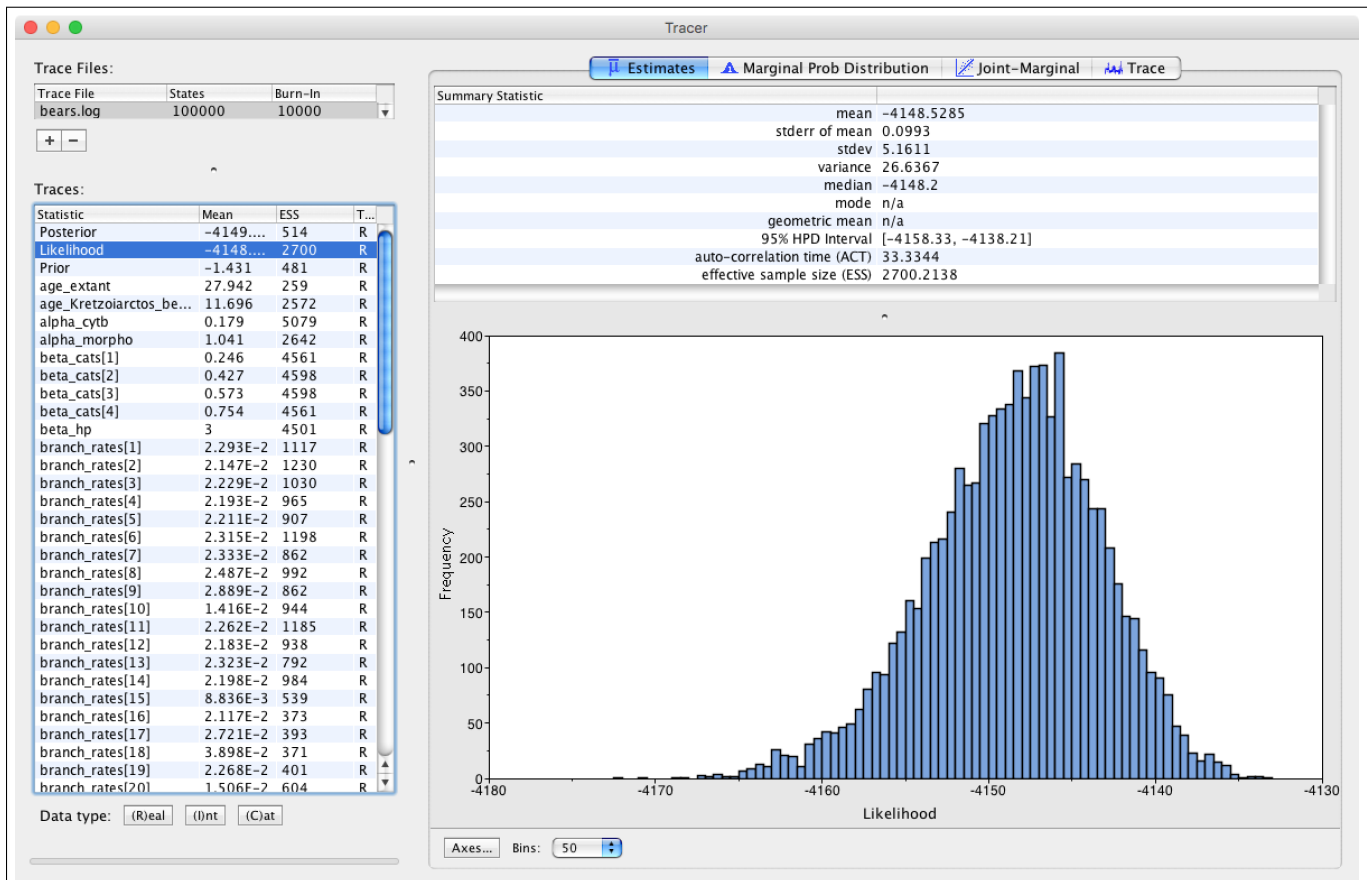 Tracer
Trace Files:
Trace File States Burn-In
bears.log 100000 10000
+ −
Traces:
Statistic Mean ESS T...
Posterior -4149.... 514 R
Likelihood -4148.... 2700 R
Prior -1.431 481 R
age_extant 27.942 259 R
age_Kretzoiarctos_be... 11.696 2572 R
alpha_cytb 0.179 5079 R
alpha_morpho 1.041 2642 R
beta_cats[1] 0.246 4561 R
beta_cats[2] 0.427 4598 R
beta_cats[3] 0.573 4598 R
beta_cats[4] 0.754 4561 R
beta_hp 3 4501 R
branch_rates[1] 2.293E-2 1117 R
branch_rates[2] 2.147E-2 1230 R
branch_rates[3] 2.229E-2 1030 R
branch_rates[4] 2.193E-2 965 R
branch_rates[5] 2.211E-2 907 R
branch_rates[6] 2.315E-2 1198 R
branch_rates[7] 2.333E-2 862 R
branch_rates[8] 2.487E-2 992 R
branch_rates[9] 2.889E-2 862 R
branch_rates[10] 1.416E-2 944 R
branch_rates[11] 2.262E-2 1185 R
branch_rates[12] 2.183E-2 938 R
branch_rates[13] 2.323E-2 792 R
branch_rates[14] 2.198E-2 984 R
branch_rates[15] 8.836E-3 539 R
branch_rates[16] 2.117E-2 373 R
branch_rates[17] 2.721E-2 393 R
branch_rates[18] 3.898E-2 371 R
branch_rates[19] 2.268E-2 401 R
branch_rates[20] 1.506E-2 604 R
Data type: (R)eal (I)nt (C)at
μ Estimates Marginal Prob Distribution Joint-Marginal Trace
Summary Statistic
mean -4148.5285
stderr of mean 0.0993
stdev 5.1611
variance 26.6367
median -4148.2
mode n/a
geometric mean n/a
95% HPD Interval [-4158.33, -4138.21]
auto-correlation time (ACT) 33.3344
effective sample size (ESS) 2700.2138
400
350
300
250
200
150
100
50
0
Frequency
-4180 -4170 -4160 -4150 -4140 -4130
Likelihood
Axes... Bins: 50